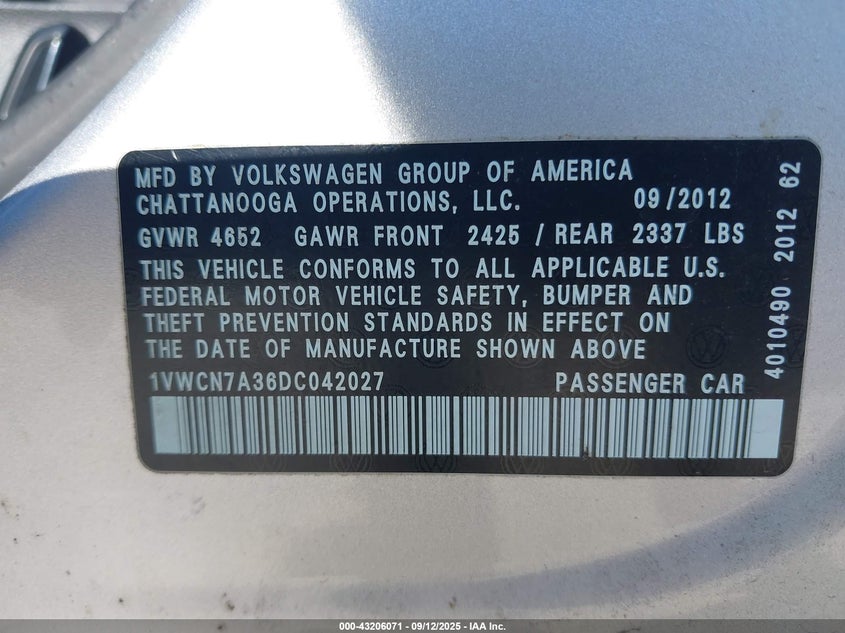 MFD BY VOLKSWAGEN GROUP OF AMERICA
CHATTANOOGA OPERATIONS, LLC. 09/2012
GVWR 4652 GAWR FRONT 2425 / REAR 2337 LBS
THIS VEHICLE CONFORMS TO ALL APPLICABLE U.S.
FEDERAL MOTOR VEHICLE SAFETY, BUMPER AND
THEFT PREVENTION STANDARDS IN EFFECT ON
THE DATE OF MANUFACTURE SHOWN ABOVE
1VWCN7A36DC042027 PASSENGER CAR
4010490 2012 62
000-43206071 - 09/12/2025 - IAA Inc.